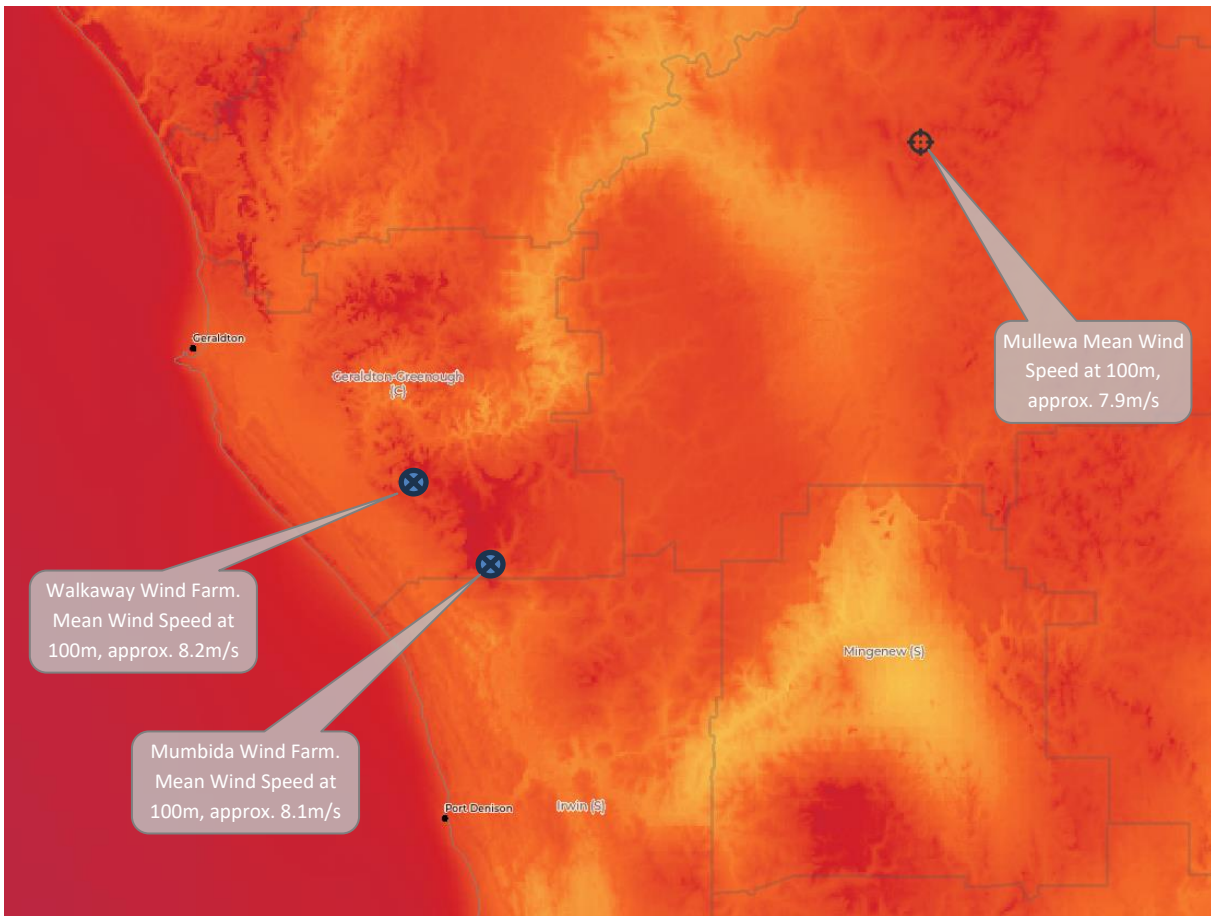 Geraldton
Geraldton-Greenough
(C)
Mullewa Mean Wind
Speed at 100m,
approx. 7.9m/s
Walkaway Wind Farm.
Mean Wind Speed at
100m, approx. 8.2m/s
Mingenew (S)
Mumbida Wind Farm.
Mean Wind Speed at
100m, approx. 8.1m/s
Port Denison
Irwin (S)